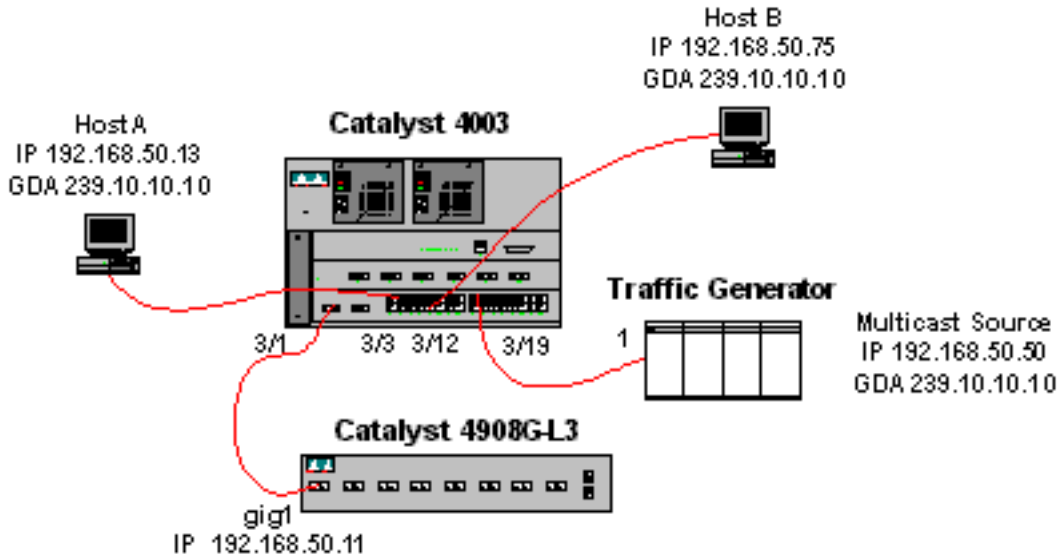 Host B
IP 192.168.50.75
GDA 239.10.10.10
Host A
IP 192.168.50.13
GDA 239.10.10.10
Catalyst 4003
Traffic Generator
Multicast Source
IP 192.168.50.50
GDA 239.10.10.10
1
3/1 3/3 3/12 3/19
Catalyst 4908G-L3
gig1
IP 192.168.50.11